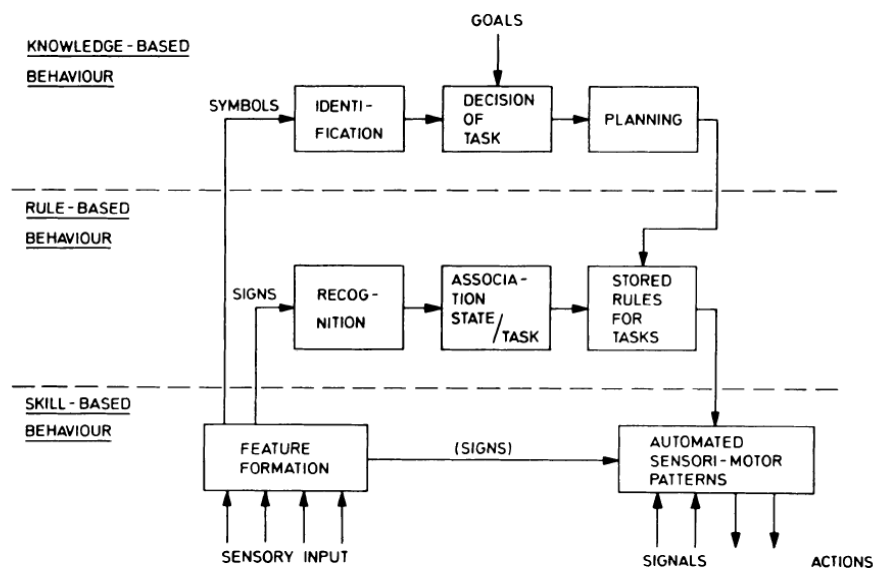 GOALS
KNOWLEDGE-BASED
BEHAVIOUR
SYMBOLS
IDENTI-
FICATION
DECISION
OF
TASK
PLANNING
RULE-BASED
BEHAVIOUR
SIGNS
RECOG-
NITION
ASSOCIA-
TION
STATE
/TASK
STORED
RULES
FOR
TASKS
SKILL-BASED
BEHAVIOUR
FEATURE
FORMATION
(SIGNS)
AUTOMATED
SENSORI-MOTOR
PATTERNS
SENSORY INPUT
SIGNALS
ACTIONS